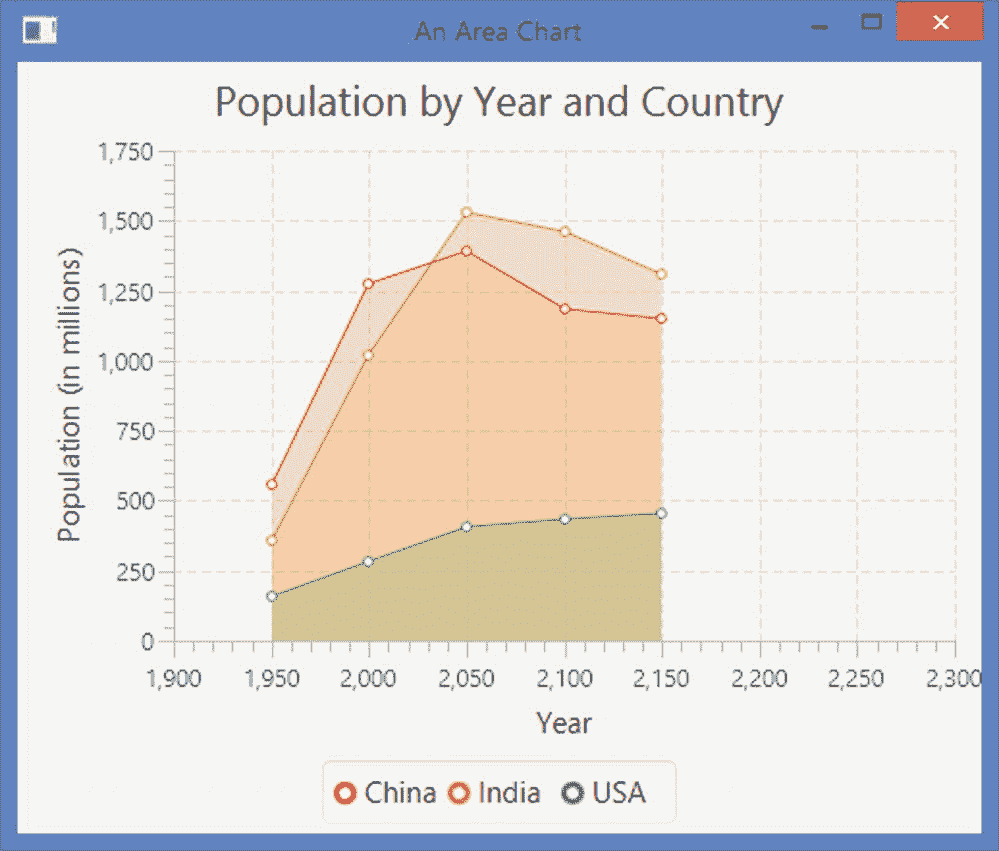 An Area Chart
Population by Year and Country
Population (in millions)
1,750
1,500
1,250
1,000
750
500
250
0
1,900 1,950 2,000 2,050 2,100 2,150 2,200 2,250 2,300
Year
China India USA